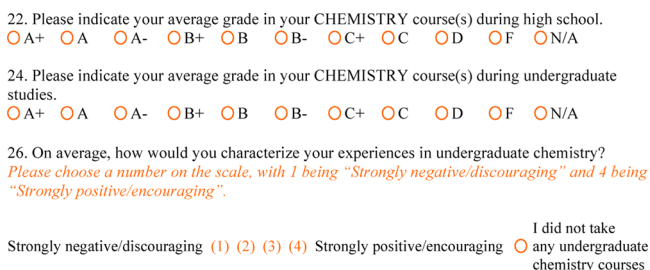 22. Please indicate your average grade in your CHEMISTRY course(s) during high school.
A+ A A- B+ B B- C+ C D F N/A
24. Please indicate your average grade in your CHEMISTRY course(s) during undergraduate
studies.
A+ A A- B+ B B- C+ C D F N/A
26. On average, how would you characterize your experiences in undergraduate chemistry?
Please choose a number on the scale, with 1 being “Strongly negative/discouraging” and 4 being
“Strongly positive/encouraging”.
I did not take
Strongly negative/discouraging (1) (2) (3) (4) Strongly positive/encouraging any undergraduate
chemistry courses